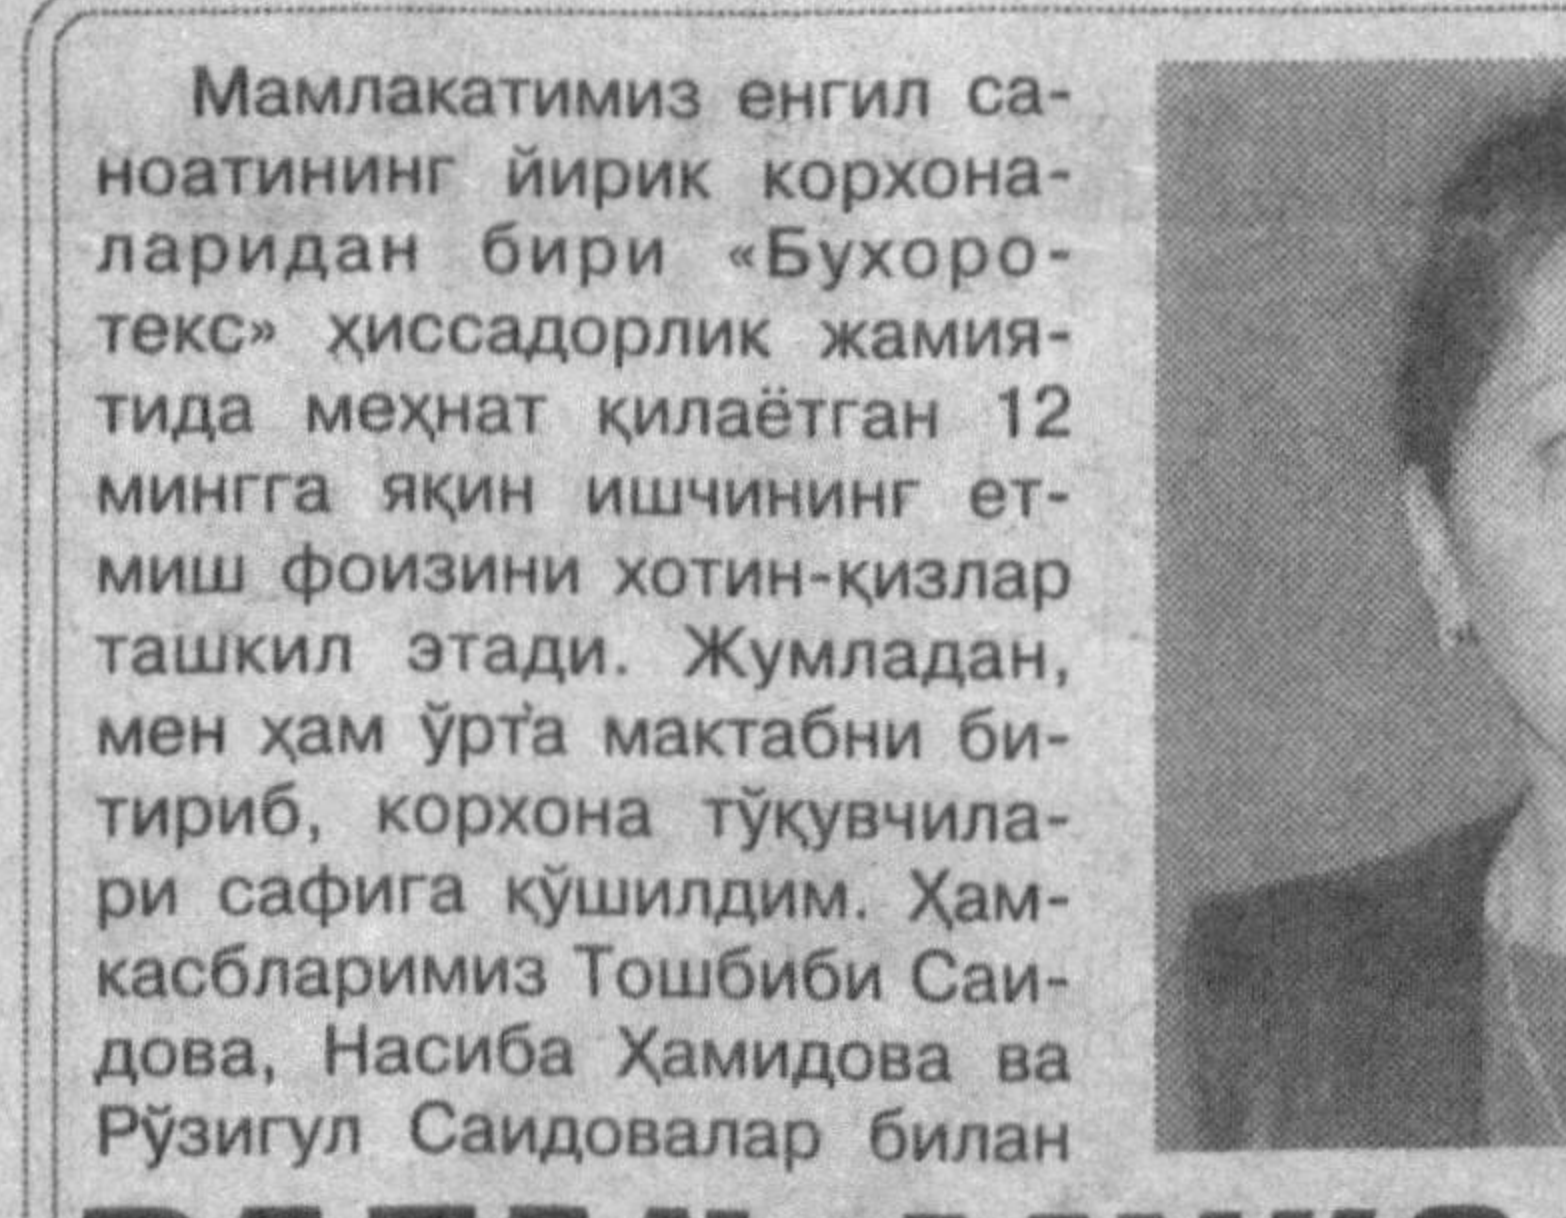 Мамлакатимиз енгил са-
ноатининг йирик корхона-
ларидан бири «Бухоро-
текс» ҳиссадорлик жамия-
тида меҳнат қилаётган 12
мингга яқин ишчининг ет-
миш фоизини хотин-қизлар
ташкил этади. Жумладан,
мен ҳам ўрта мактабни би-
тириб, корхона тўқувчила-
ри сафига қўшилдим. Ҳам-
касбларимиз Тошбиби Саи-
дова, Насиба Ҳамидова ва
Рўзигул Саидовалар билан